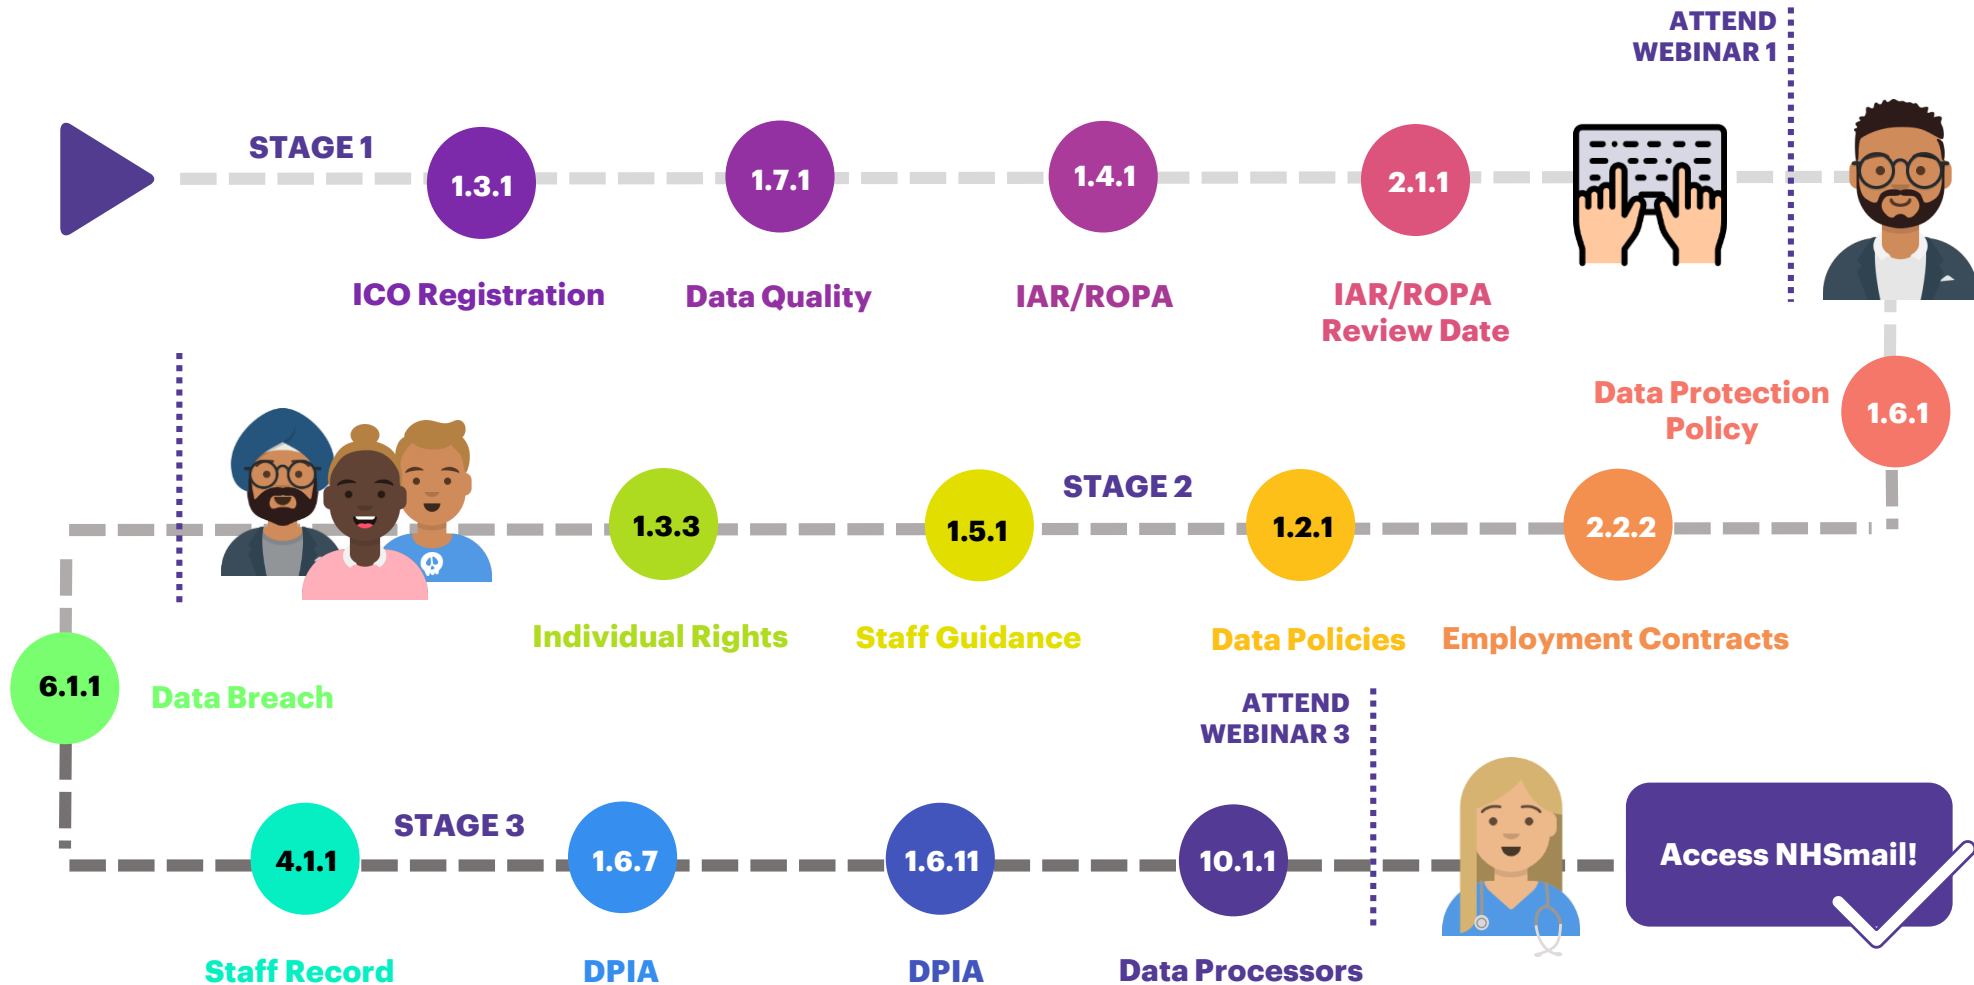 ATTEND
WEBINAR 1
STAGE 1
1.3.1
1.7.1
1.4.1
2.1.1
ICO Registration
Data Quality
IAR/ROPA
IAR/ROPA
Review Date
Data Protection
Policy
1.6.1
STAGE 2
1.3.3
1.5.1
1.2.1
2.2.2
Individual Rights
Staff Guidance
Data Policies
Employment Contracts
6.1.1
Data Breach
ATTEND
WEBINAR 3
STAGE 3
4.1.1
1.6.7
1.6.11
10.1.1
Access NHSmail!
Staff Record
DPIA
DPIA
Data Processors